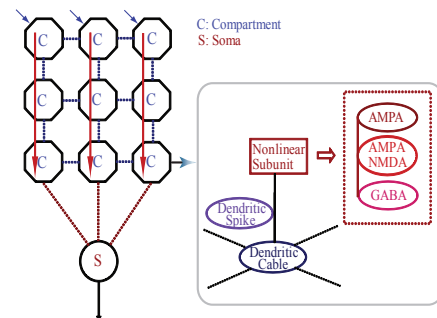 C: Compartment
S: Soma
C C C
C C C
C C C
S
Nonlinear
Subunit
Dendritic
Spike
Dendritic
Cable
AMPA
AMPA
NMDA
GABA